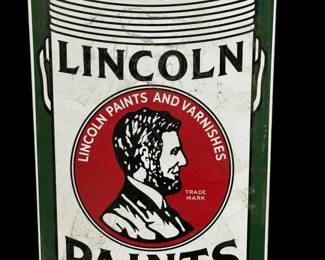 LINCOLN
LINCOLN PAINTS AND VARNISHES
TRADE
MARK
PAINTS